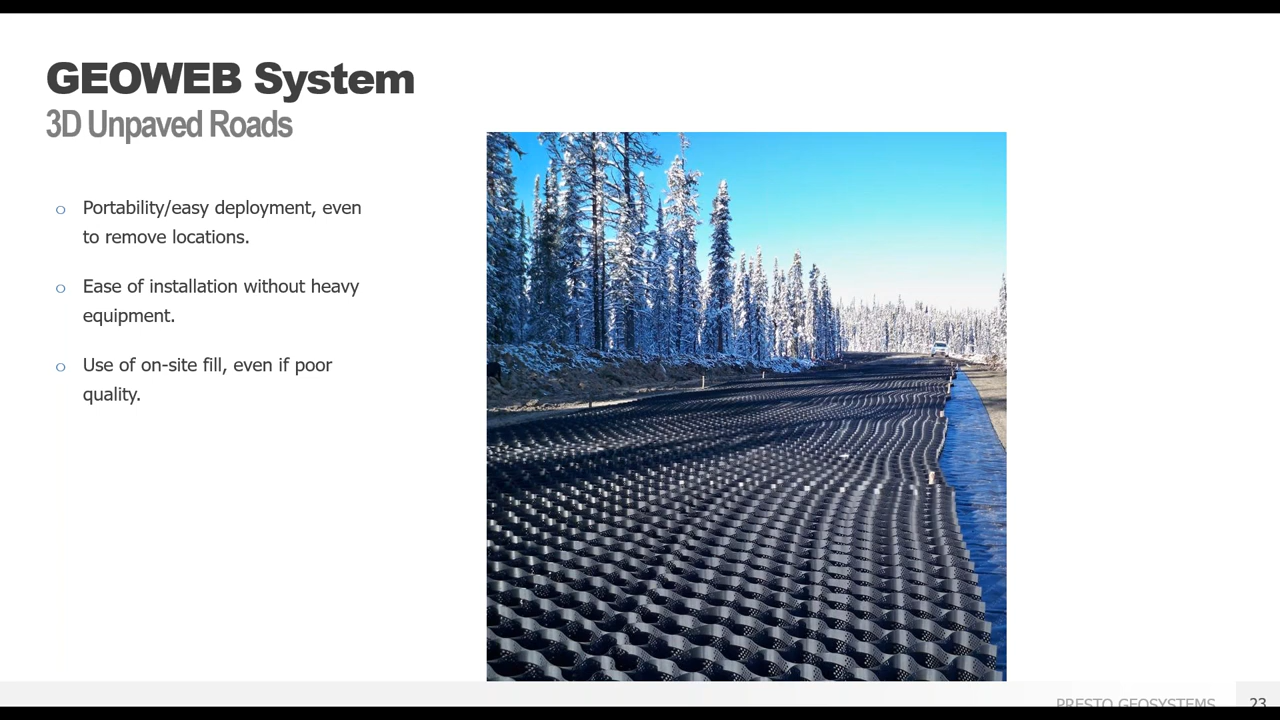 GEOWEB System
3D Unpaved Roads
o Portability/easy deployment, even
to remove locations.
o Ease of installation without heavy
equipment.
o Use of on-site fill, even if poor
quality.
PRESTO GEOSYSTEMS 23